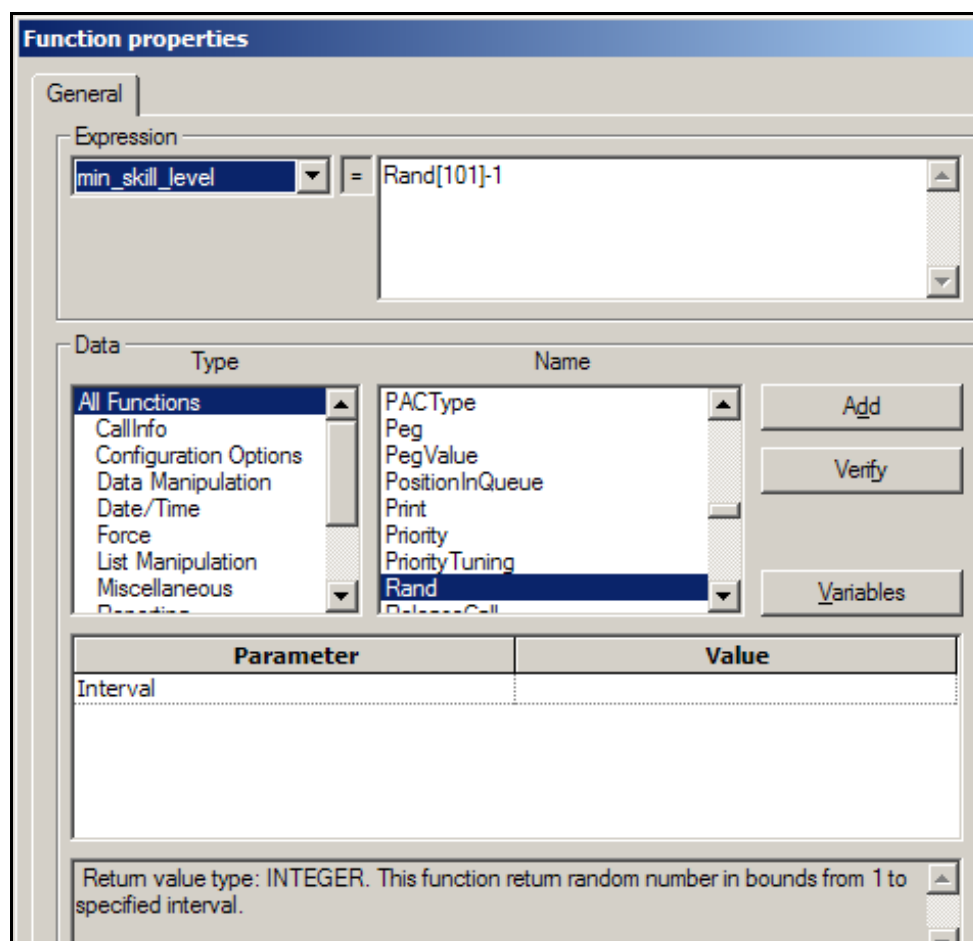 Function properties
General
Expression
min_skill_level = Rand[101]-1
Data
Type Name
All Functions
CallInfo
Configuration Options
Data Manipulation
Date/Time
Force
List Manipulation
Miscellaneous
PACType
Peg
PegValue
PositionInQueue
Print
Priority
PriorityTuning
Rand
Add
Verify
Variables
Parameter Value
Interval
Return value type: INTEGER. This function return random number in bounds from 1 to
specified interval.